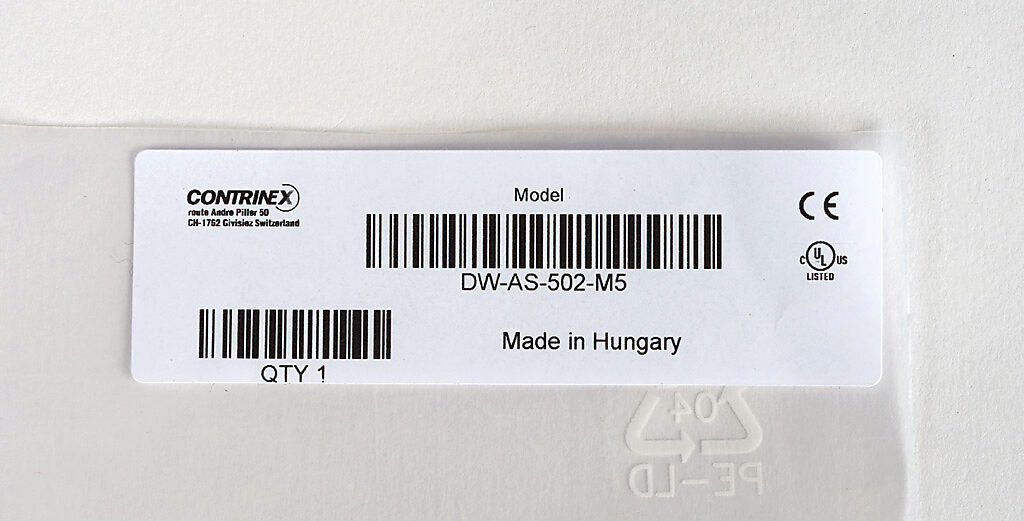 CONTRINEX
route André Piller 50
CH-1762 Givisiez Switzerland
Model
DW-AS-502-M5
CE
C UL US
LISTED
QTY 1
Made in Hungary
04
PE-LD